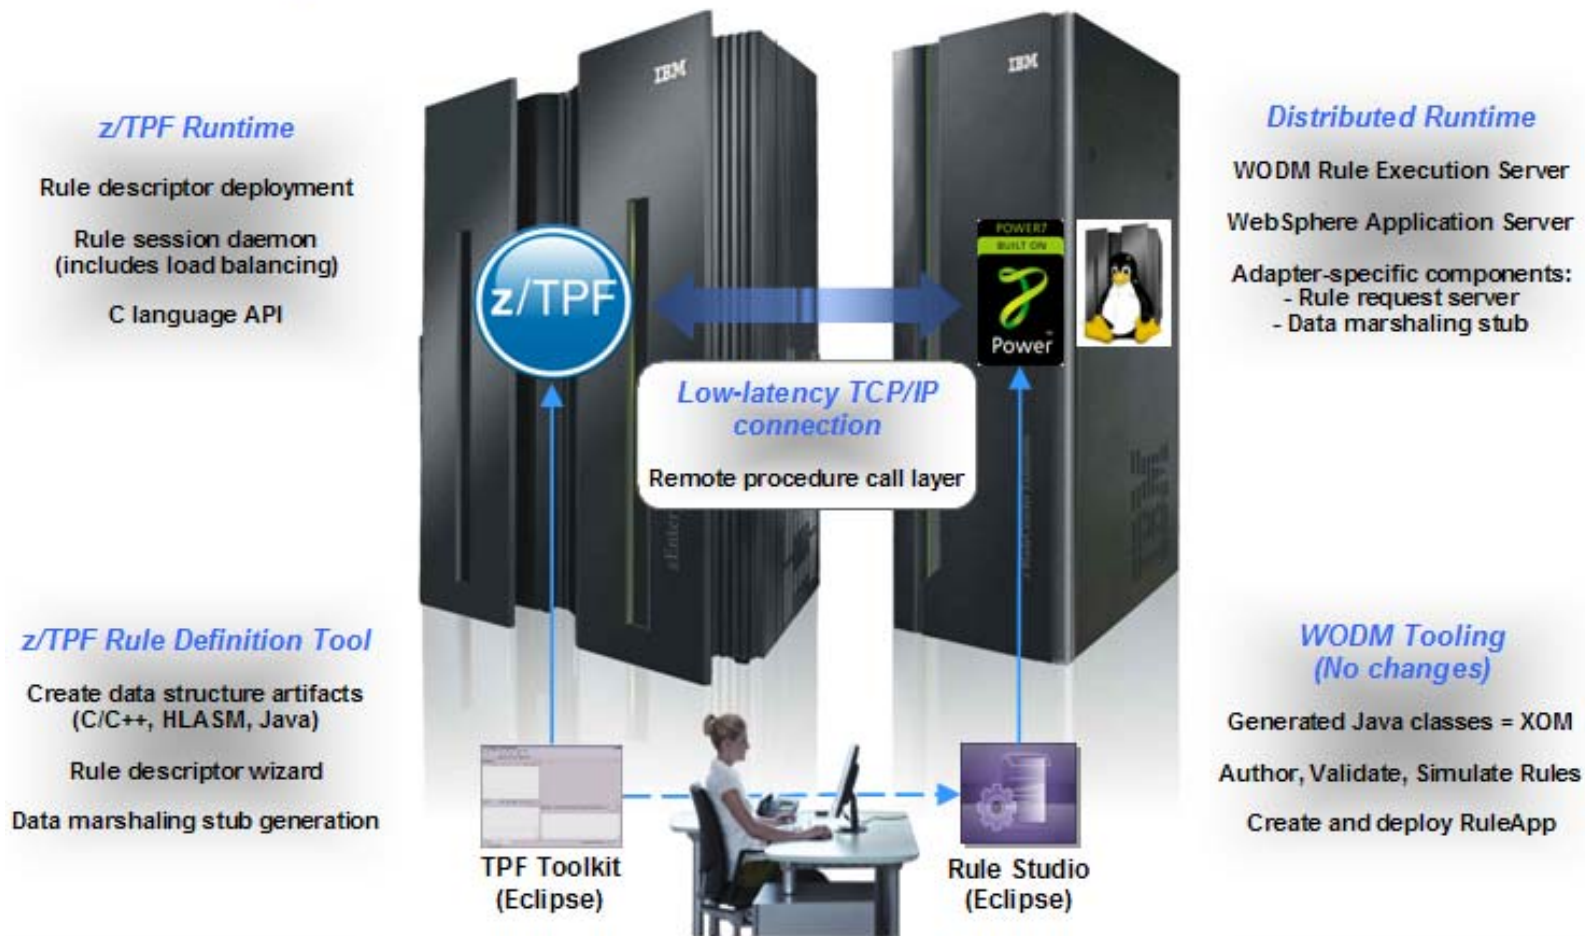 IBM
IBM
z/TPF Runtime
Rule descriptor deployment
Rule session daemon
(includes load balancing)
C language API
z/TPF
POWER7
BUILT ON
Power
Distributed Runtime
WODM Rule Execution Server
WebSphere Application Server
Adapter-specific components:
- Rule request server
- Data marshaling stub
Low-latency TCP/IP
connection
Remote procedure call layer
IBM
z/TPF Rule Definition Tool
Create data structure artifacts
(C/C++, HLASM, Java)
Rule descriptor wizard
Data marshaling stub generation
TPF Toolkit
(Eclipse)
Rule Studio
(Eclipse)
WODM Tooling
(No changes)
Generated Java classes = XOM
Author, Validate, Simulate Rules
Create and deploy RuleApp